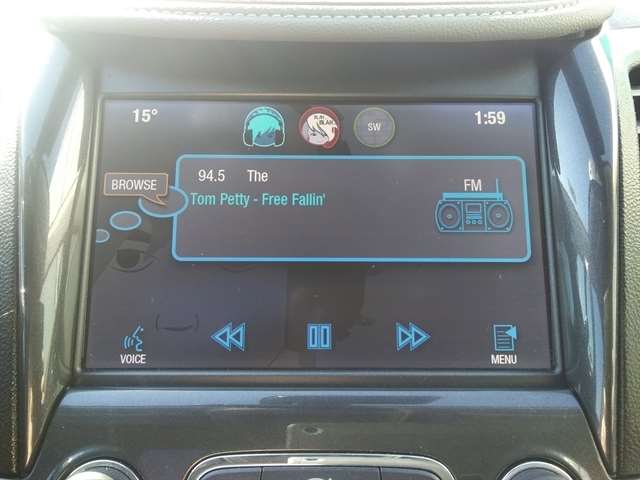 15°
SW
1:59
94.5 The
FM
BROWSE
Tom Petty - Free Fallin'
VOICE
MENU